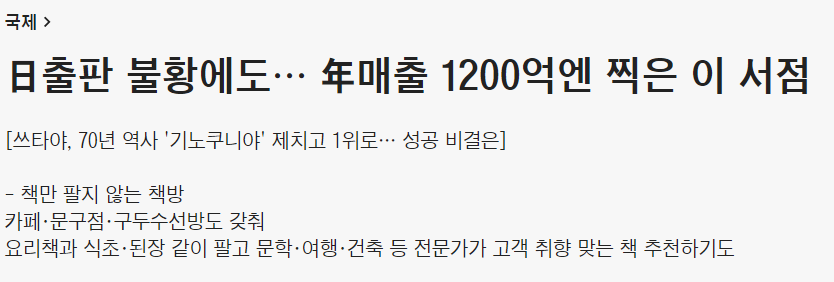 국제 >
日출판 불황에도… 年매출 1200억엔 찍은 이 서점
[쓰타야, 70년 역사 '기노쿠니야' 제치고 1위로… 성공 비결은]
- 책만 팔지 않는 책방
카페·문구점·구두수선방도 갖춰
요리책과 식초·된장 같이 팔고 문학·여행·건축 등 전문가가 고객 취향 맞는 책 추천하기도